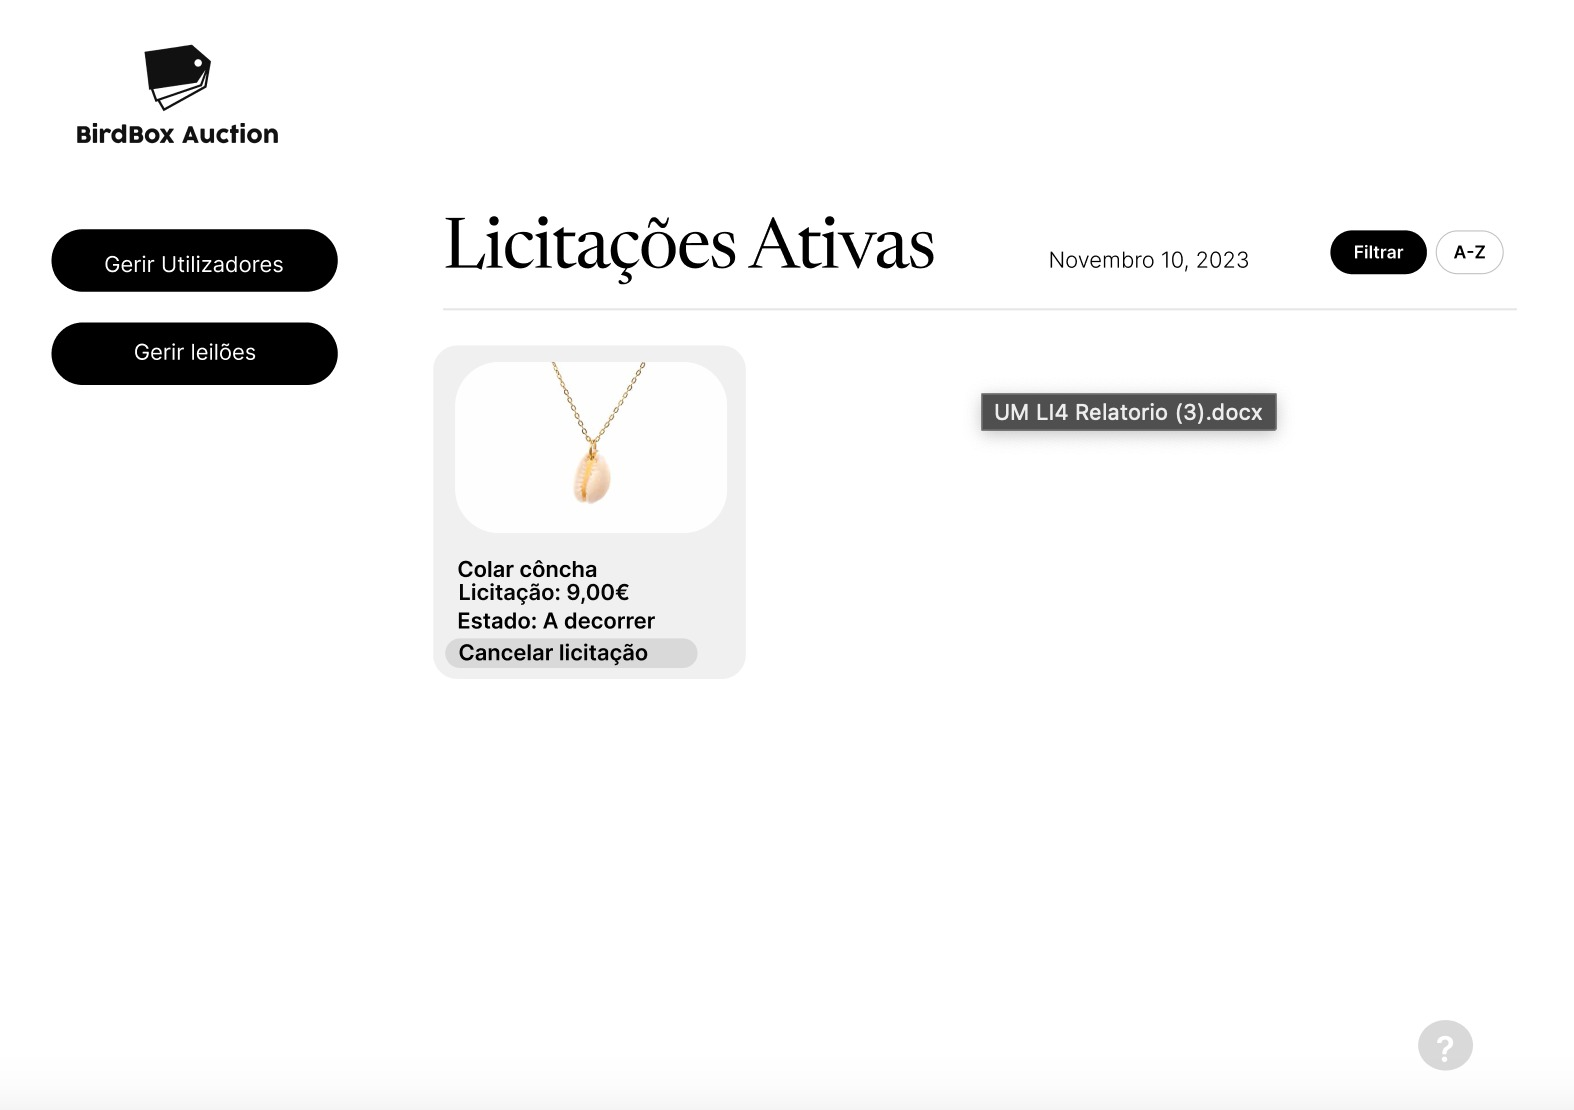 BirdBox Auction
Gerir Utilizadores
Gerir leilões
Licitações Ativas
Novembro 10, 2023
Filtrar
A-Z
UM LI4 Relatorio (3).docx
Colar côncha
Licitação: 9,00€
Estado: A decorrer
Cancelar licitação
?